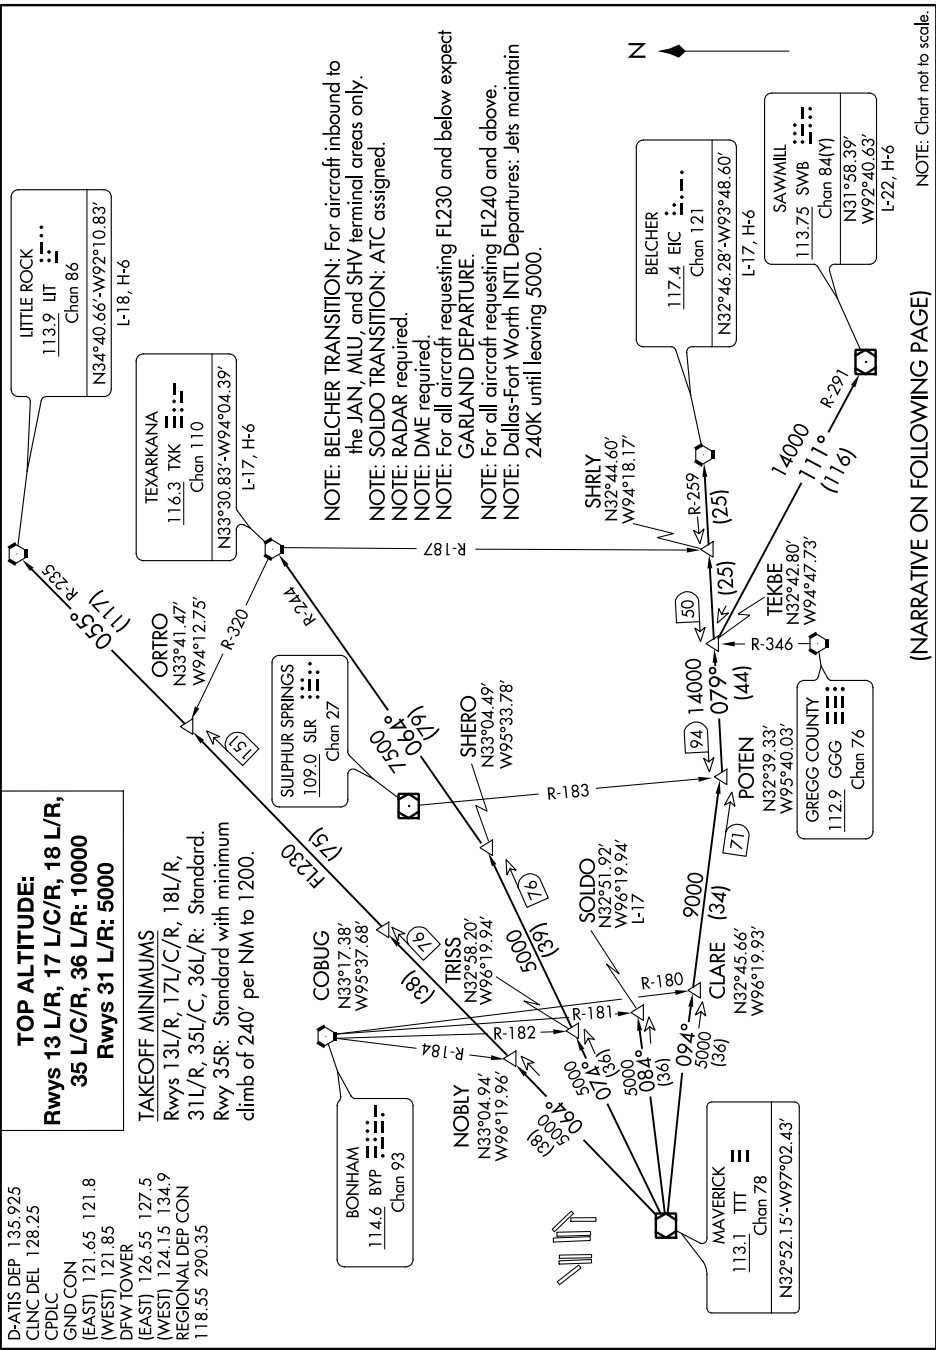 D-ATIS DEP 135.925
CLNC DEL 128.25
CPDLC
GND CON
(EAST) 121.65 121.8
(WEST) 121.85
DFW TOWER
(EAST) 126.55 127.5
(WEST) 124.15 134.9
REGIONAL DEP CON
118.55 290.35
TOP ALTITUDE:
Rwys 13 L/R, 17 L/C/R, 18 L/R,
35 L/C/R, 36 L/R: 10000
Rwys 31 L/R: 5000
TAKEOFF MINIMUMS
Rwys 13L/R, 17L/C/R, 18L/R,
31L/R, 35L/C, 36L/R: Standard.
Rwy 35R: Standard with minimum
climb of 240' per NM to 1200.
LITTLE ROCK
113.9 LIT
Chan 86
N34°40.66'-W92°10.83'
L-18, H-6
TEXARKANA
116.3 TXK
Chan 110
N33°30.83'-W94°04.39'
L-17, H-6
R-235
055°
(117)
ORTRO
N33°41.47'
W94°12.75'
R-320
151
FL230
(75)
COBUG
N33°17.38'
W95°37.68'
76
(38)
SULPHUR SPRINGS
109.0 SLR
Chan 27
R-244
7500
064°
(76)
SHERO
N33°04.49'
W95°33.78'
76
5000
(39)
TRISS
N32°58.20'
W96°19.94'
BONHAM
114.6 BYP
Chan 93
R-184
R-182
R-181
R-180
NOBLY
N33°04.94'
W96°19.96'
064°
5000
(38)
5000
074°
(36)
5000
084°
(36)
094°
5000
(36)
SOLDO
N32°51.92'
W96°19.94'
L-17
CLARE
N32°45.66'
W96°19.93'
9000
(34)
71
R-183
POTEN
N32°39.33'
W95°40.03'
94
14000
079°
(44)
GREGG COUNTY
112.9 GGG
Chan 76
R-346
TEKBE
N32°42.80'
W94°47.73'
50
(25)
R-187
SHRLY
N32°44.60'
W94°18.17'
R-259
(25)
BELCHER
117.4 EIC
Chan 121
N32°46.28'-W93°48.60'
L-17, H-6
14000
111°
(116)
R-291
SAWMILL
113.75 SWB
Chan 84(Y)
N31°58.39'
W92°40.63'
L-22, H-6
MAVERICK
113.1 TTT
Chan 78
N32°52.15'-W97°02.43'
NOTE: BELCHER TRANSITION: For aircraft inbound to
the JAN, MLU, and SHV terminal areas only.
NOTE: SOLDO TRANSITION: ATC assigned.
NOTE: RADAR required.
NOTE: DME required.
NOTE: For all aircraft requesting FL230 and below expect
GARLAND DEPARTURE.
NOTE: For all aircraft requesting FL240 and above.
NOTE: Dallas-Fort Worth INTL Departures: Jets maintain
240K until leaving 5000.
N
(NARRATIVE ON FOLLOWING PAGE)
NOTE: Chart not to scale.